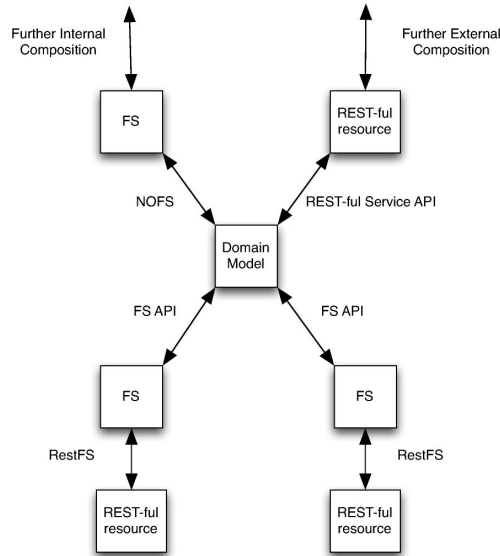 Further Internal
Composition
Further External
Composition
FS
REST-ful
resource
NOFS
REST-ful Service API
Domain
Model
FS API
FS API
FS
FS
RestFS
RestFS
REST-ful
resource
REST-ful
resource